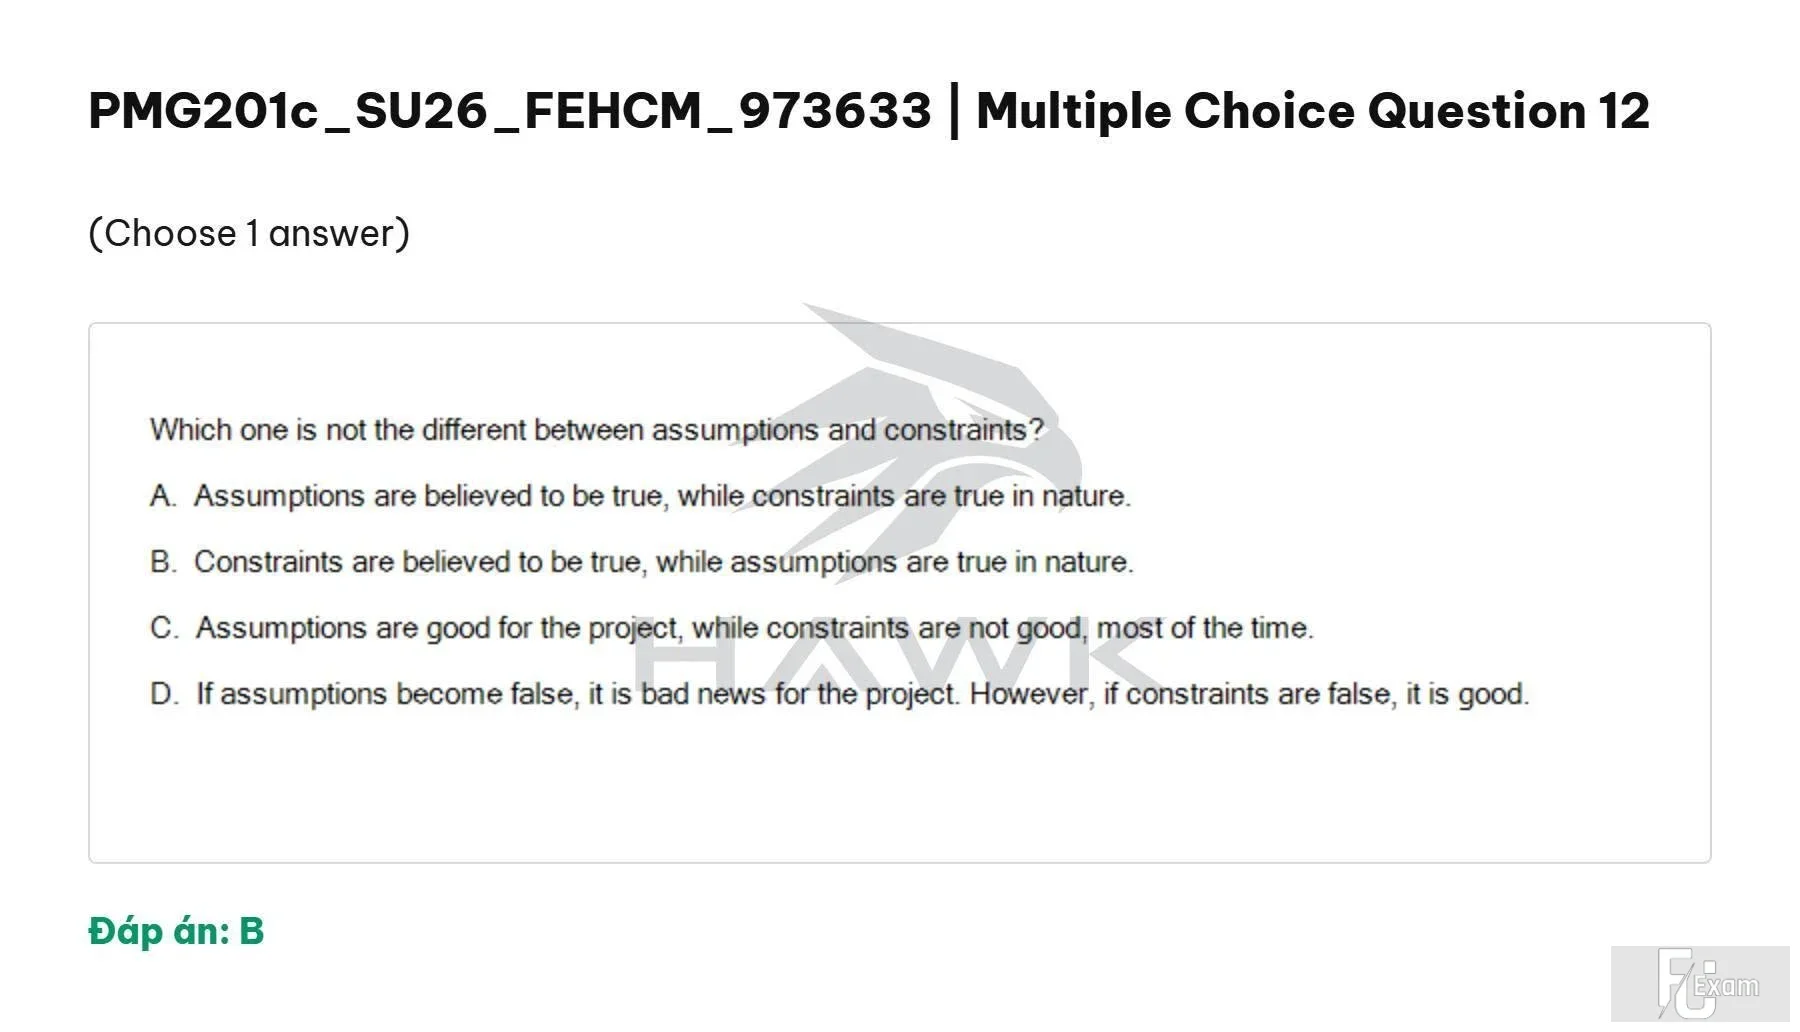 PMG201c_SU26_FEHCM_973633 | Multiple Choice Question 12
(Choose 1 answer)
Which one is not the different between assumptions and constraints?
A. Assumptions are believed to be true, while constraints are true in nature.
B. Constraints are believed to be true, while assumptions are true in nature.
C. Assumptions are good for the project, while constraints are not good, most of the time.
D. If assumptions become false, it is bad news for the project. However, if constraints are false, it is good.
HAWK
Đáp án: B
FU Exam